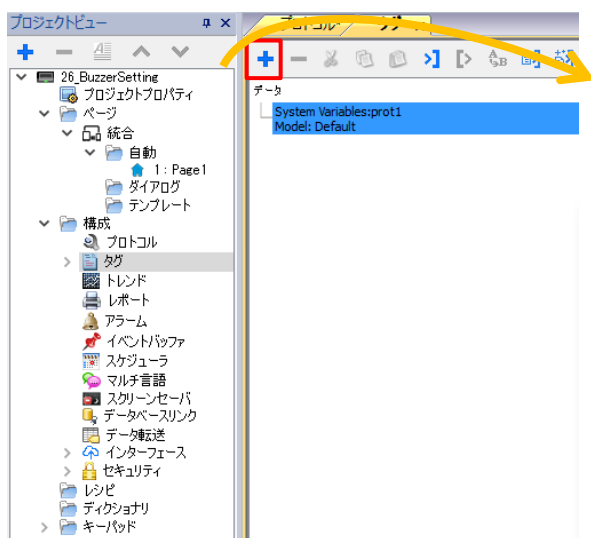 プロジェクトビュー
26_BuzzerSetting
プロジェクトプロパティ
ページ
統合
自動
1 : Page1
ダイアログ
テンプレート
構成
プロトコル
タグ
トレンド
レポート
アラーム
イベントバッファ
スケジューラ
マルチ言語
スクリーンセーバ
データベースリンク
データ転送
インターフェース
セキュリティ
レシピ
ディクショナリ
キーパッド
データ
System Variables:prot1
Model: Default